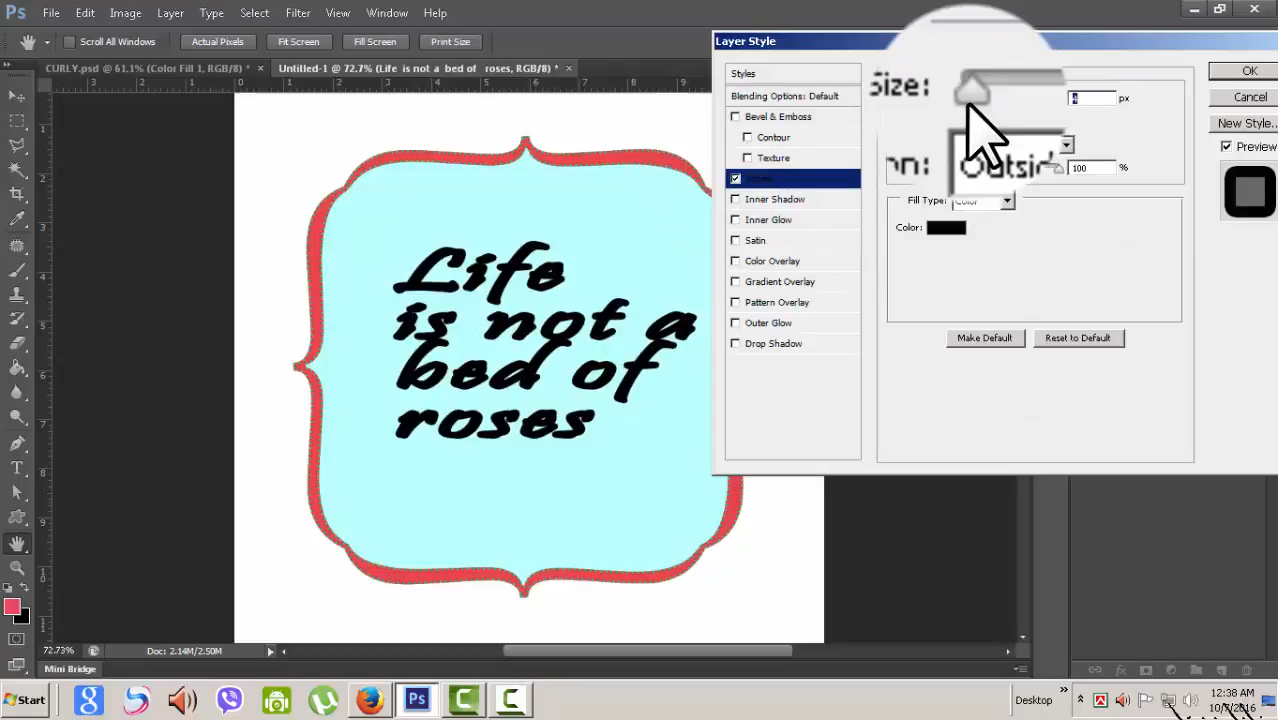 Ps File Edit Image Layer Type Select Filter View Window Help
Scroll All Windows Actual Pixels Fit Screen Fill Screen Print Size
CURLY.psd @ 61.1% (Color Fill 1, RGB/8) * × Untitled-1 @ 72.7% (Life is not a bed of roses, RGB/8) * ×
Layer Style
Styles
Blending Options: Default
Bevel & Emboss
Contour
Texture
Inner Shadow
Inner Glow
Satin
Color Overlay
Gradient Overlay
Pattern Overlay
Outer Glow
Drop Shadow
Size: px
100 %
Fill Type: Color
Color:
Make Default Reset to Default
OK
Cancel
New Style...
Preview
Life
is not a
bed of
roses
72.73% Doc: 2.14M/2.50M
Mini Bridge
Start Desktop 12:38 AM
10/7/2016